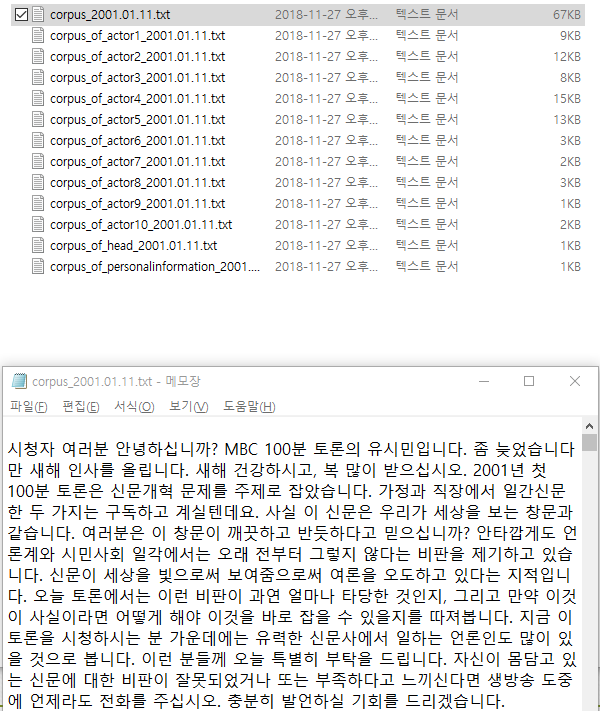 corpus_2001.01.11.txt 2018-11-27 오후... 텍스트 문서 67KB
corpus_of_actor1_2001.01.11.txt 2018-11-27 오후... 텍스트 문서 9KB
corpus_of_actor2_2001.01.11.txt 2018-11-27 오후... 텍스트 문서 12KB
corpus_of_actor3_2001.01.11.txt 2018-11-27 오후... 텍스트 문서 8KB
corpus_of_actor4_2001.01.11.txt 2018-11-27 오후... 텍스트 문서 15KB
corpus_of_actor5_2001.01.11.txt 2018-11-27 오후... 텍스트 문서 13KB
corpus_of_actor6_2001.01.11.txt 2018-11-27 오후... 텍스트 문서 3KB
corpus_of_actor7_2001.01.11.txt 2018-11-27 오후... 텍스트 문서 2KB
corpus_of_actor8_2001.01.11.txt 2018-11-27 오후... 텍스트 문서 3KB
corpus_of_actor9_2001.01.11.txt 2018-11-27 오후... 텍스트 문서 1KB
corpus_of_actor10_2001.01.11.txt 2018-11-27 오후... 텍스트 문서 2KB
corpus_of_head_2001.01.11.txt 2018-11-27 오후... 텍스트 문서 1KB
corpus_of_personalinformation_2001.... 2018-11-27 오후... 텍스트 문서 1KB
corpus_2001.01.11.txt - 메모장
파일(F) 편집(E) 서식(O) 보기(V) 도움말(H)
시청자 여러분 안녕하십니까? MBC 100분 토론의 유시민입니다. 좀 늦었습니다
만 새해 인사를 올립니다. 새해 건강하시고, 복 많이 받으십시오. 2001년 첫
100분 토론은 신문개혁 문제를 주제로 잡았습니다. 가정과 직장에서 일간신문
한 두 가지는 구독하고 계실텐데요. 사실 이 신문은 우리가 세상을 보는 창문과
같습니다. 여러분은 이 창문이 깨끗하고 반듯하다고 믿으십니까? 안타깝게도 언
론계와 시민사회 일각에서는 오래 전부터 그렇지 않다는 비판을 제기하고 있습
니다. 신문이 세상을 빛으로써 보여줌으로써 여론을 오도하고 있다는 지적입니
다. 오늘 토론에서는 이런 비판이 과연 얼마나 타당한 것인지, 그리고 만약 이것
이 사실이라면 어떻게 해야 이것을 바로 잡을 수 있을지를 따져봅니다. 지금 이
토론을 시청하시는 분 가운데에는 유력한 신문사에서 일하는 언론인도 많이 있
을 것으로 봅니다. 이런 분들께 오늘 특별히 부탁을 드립니다. 자신이 몸담고 있
는 신문에 대한 비판이 잘못되었거나 또는 부족하다고 느끼신다면 생방송 도중
에 언제라도 전화를 주십시오. 충분히 발언하실 기회를 드리겠습니다.